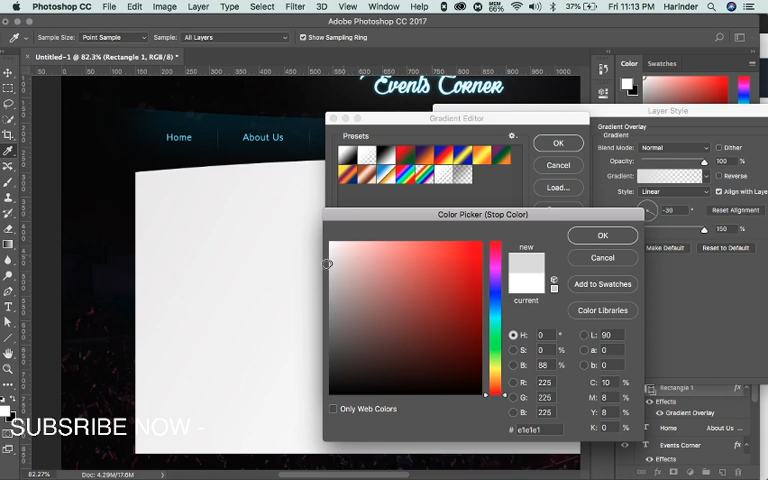 Photoshop CC File Edit Image Layer Type Select Filter 3D View Window Help
MEM 66% 37% Fri 11:13 PM Harinder
Adobe Photoshop CC 2017
Sample Size: Point Sample Sample: All Layers Show Sampling Ring
Untitled-1 @ 82.3% (Rectangle 1, RGB/8) *
Color Swatches
Events Corner
Home About Us
Gradient Editor
Presets
OK
Cancel
Load...
Layer Style
Gradient Overlay
Gradient
Blend Mode: Normal Dither
Opacity: 100 %
Gradient: Reverse
Style: Linear Align with Laye
-30 ° Reset Alignment
150 %
Make Default Reset to Default
Color Picker (Stop Color)
new
current
OK
Cancel
Add to Swatches
Color Libraries
H: 0 ° L: 90
S: 0 % a: 0
B: 88 % b: 0
R: 225 C: 10 %
G: 225 M: 8 %
B: 225 Y: 8 %
# e1e1e1 K: 0 %
Only Web Colors
Rectangle 1 fx
Effects
Gradient Overlay
Home About Us ...
Events Corner fx
Effects
SUBSRIBE NOW -
82.27% Doc: 4.29M/17.6M